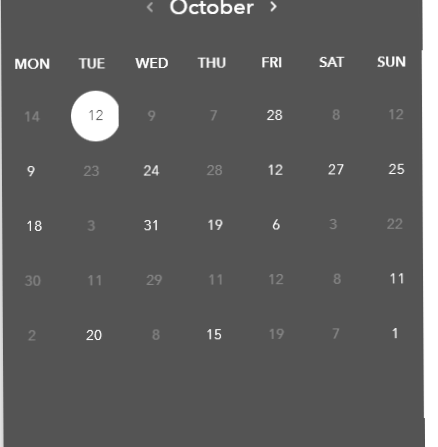 ‹ October ›
MON TUE WED THU FRI SAT SUN
14 12 9 7 28 8 12
9 23 24 28 12 27 25
18 3 31 19 6 3 22
30 11 29 11 12 8 11
2 20 8 15 19 7 1